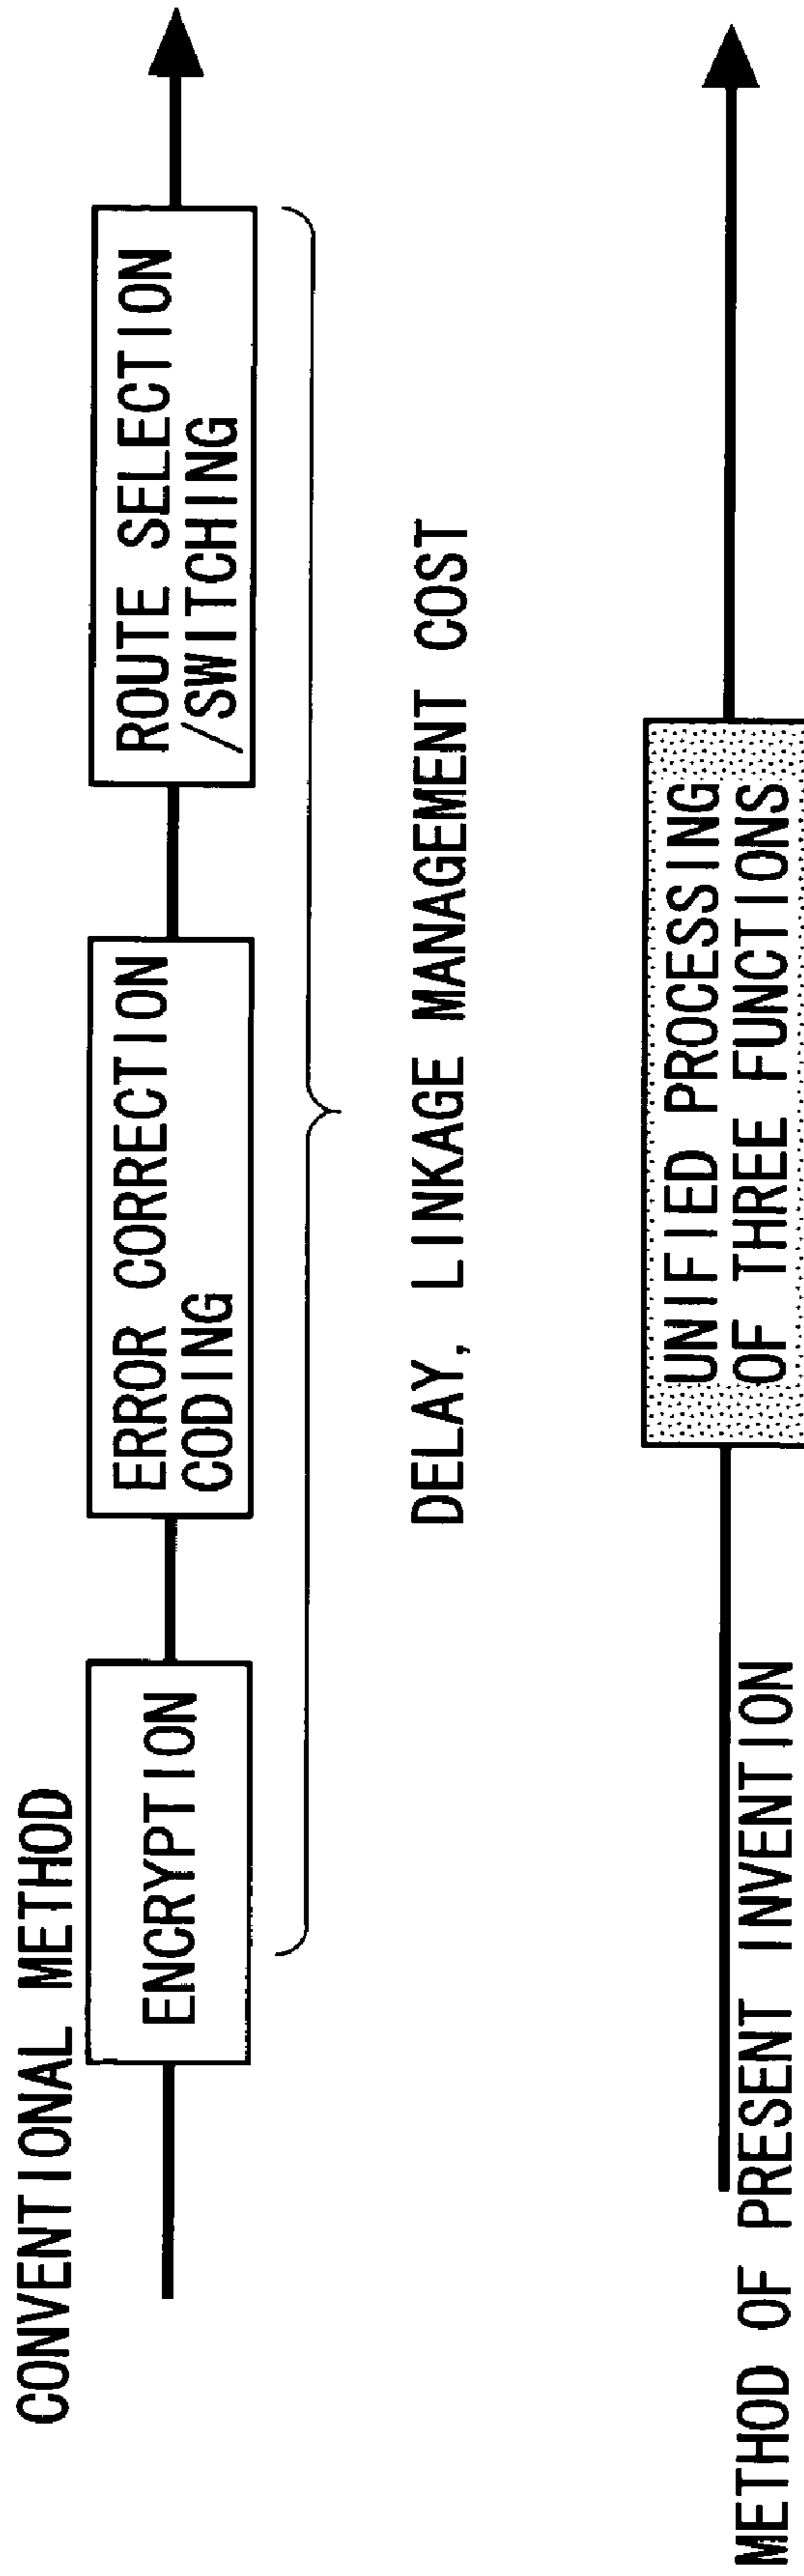 CONVENTIONAL METHOD
ENCRYPTION
ERROR CORRECTION
CODING
ROUTE SELECTION
/SWITCHING
DELAY, LINKAGE MANAGEMENT COST
UNIFIED PROCESSING
OF THREE FUNCTIONS
METHOD OF PRESENT INVENTION